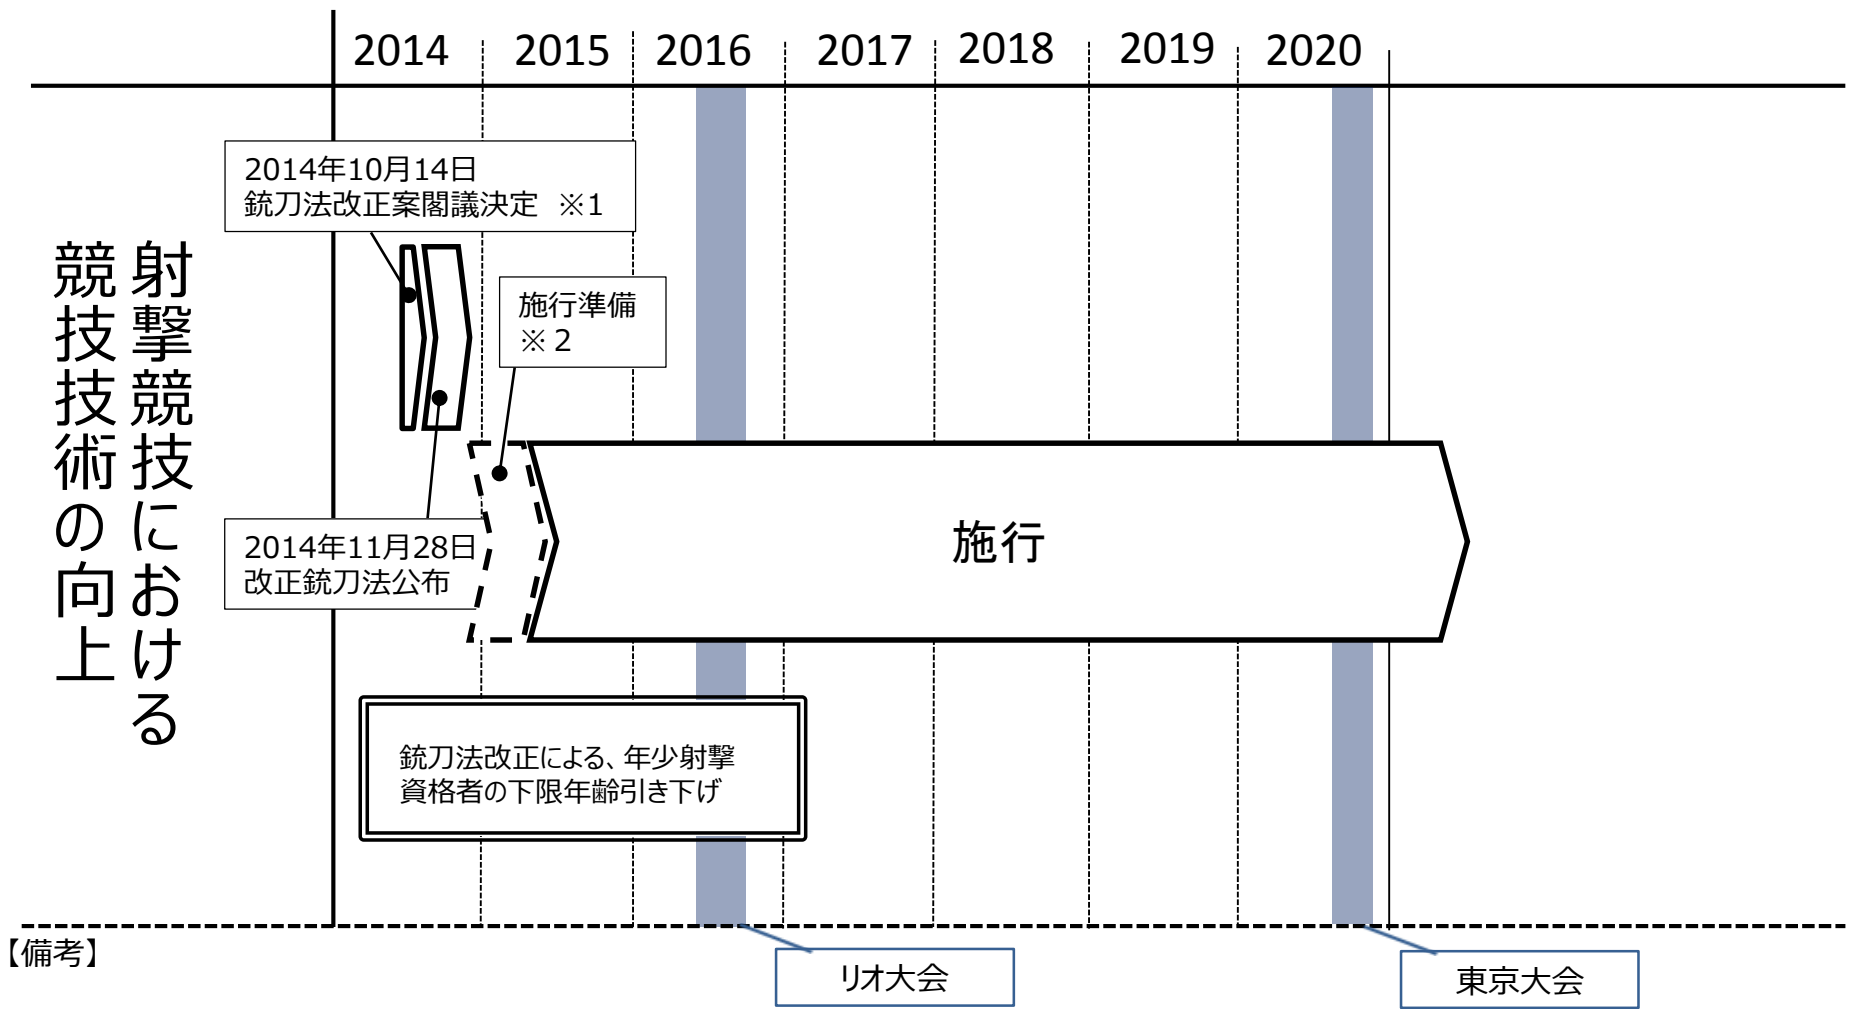 2014 2015 2016 2017 2018 2019 2020
射撃競技における
競技技術の向上
2014年10月14日
銃刀法改正案閣議決定 ※1
施行準備
※２
2014年11月28日
改正銃刀法公布
施行
銃刀法改正による、年少射撃
資格者の下限年齢引き下げ
【備考】
リオ大会
東京大会